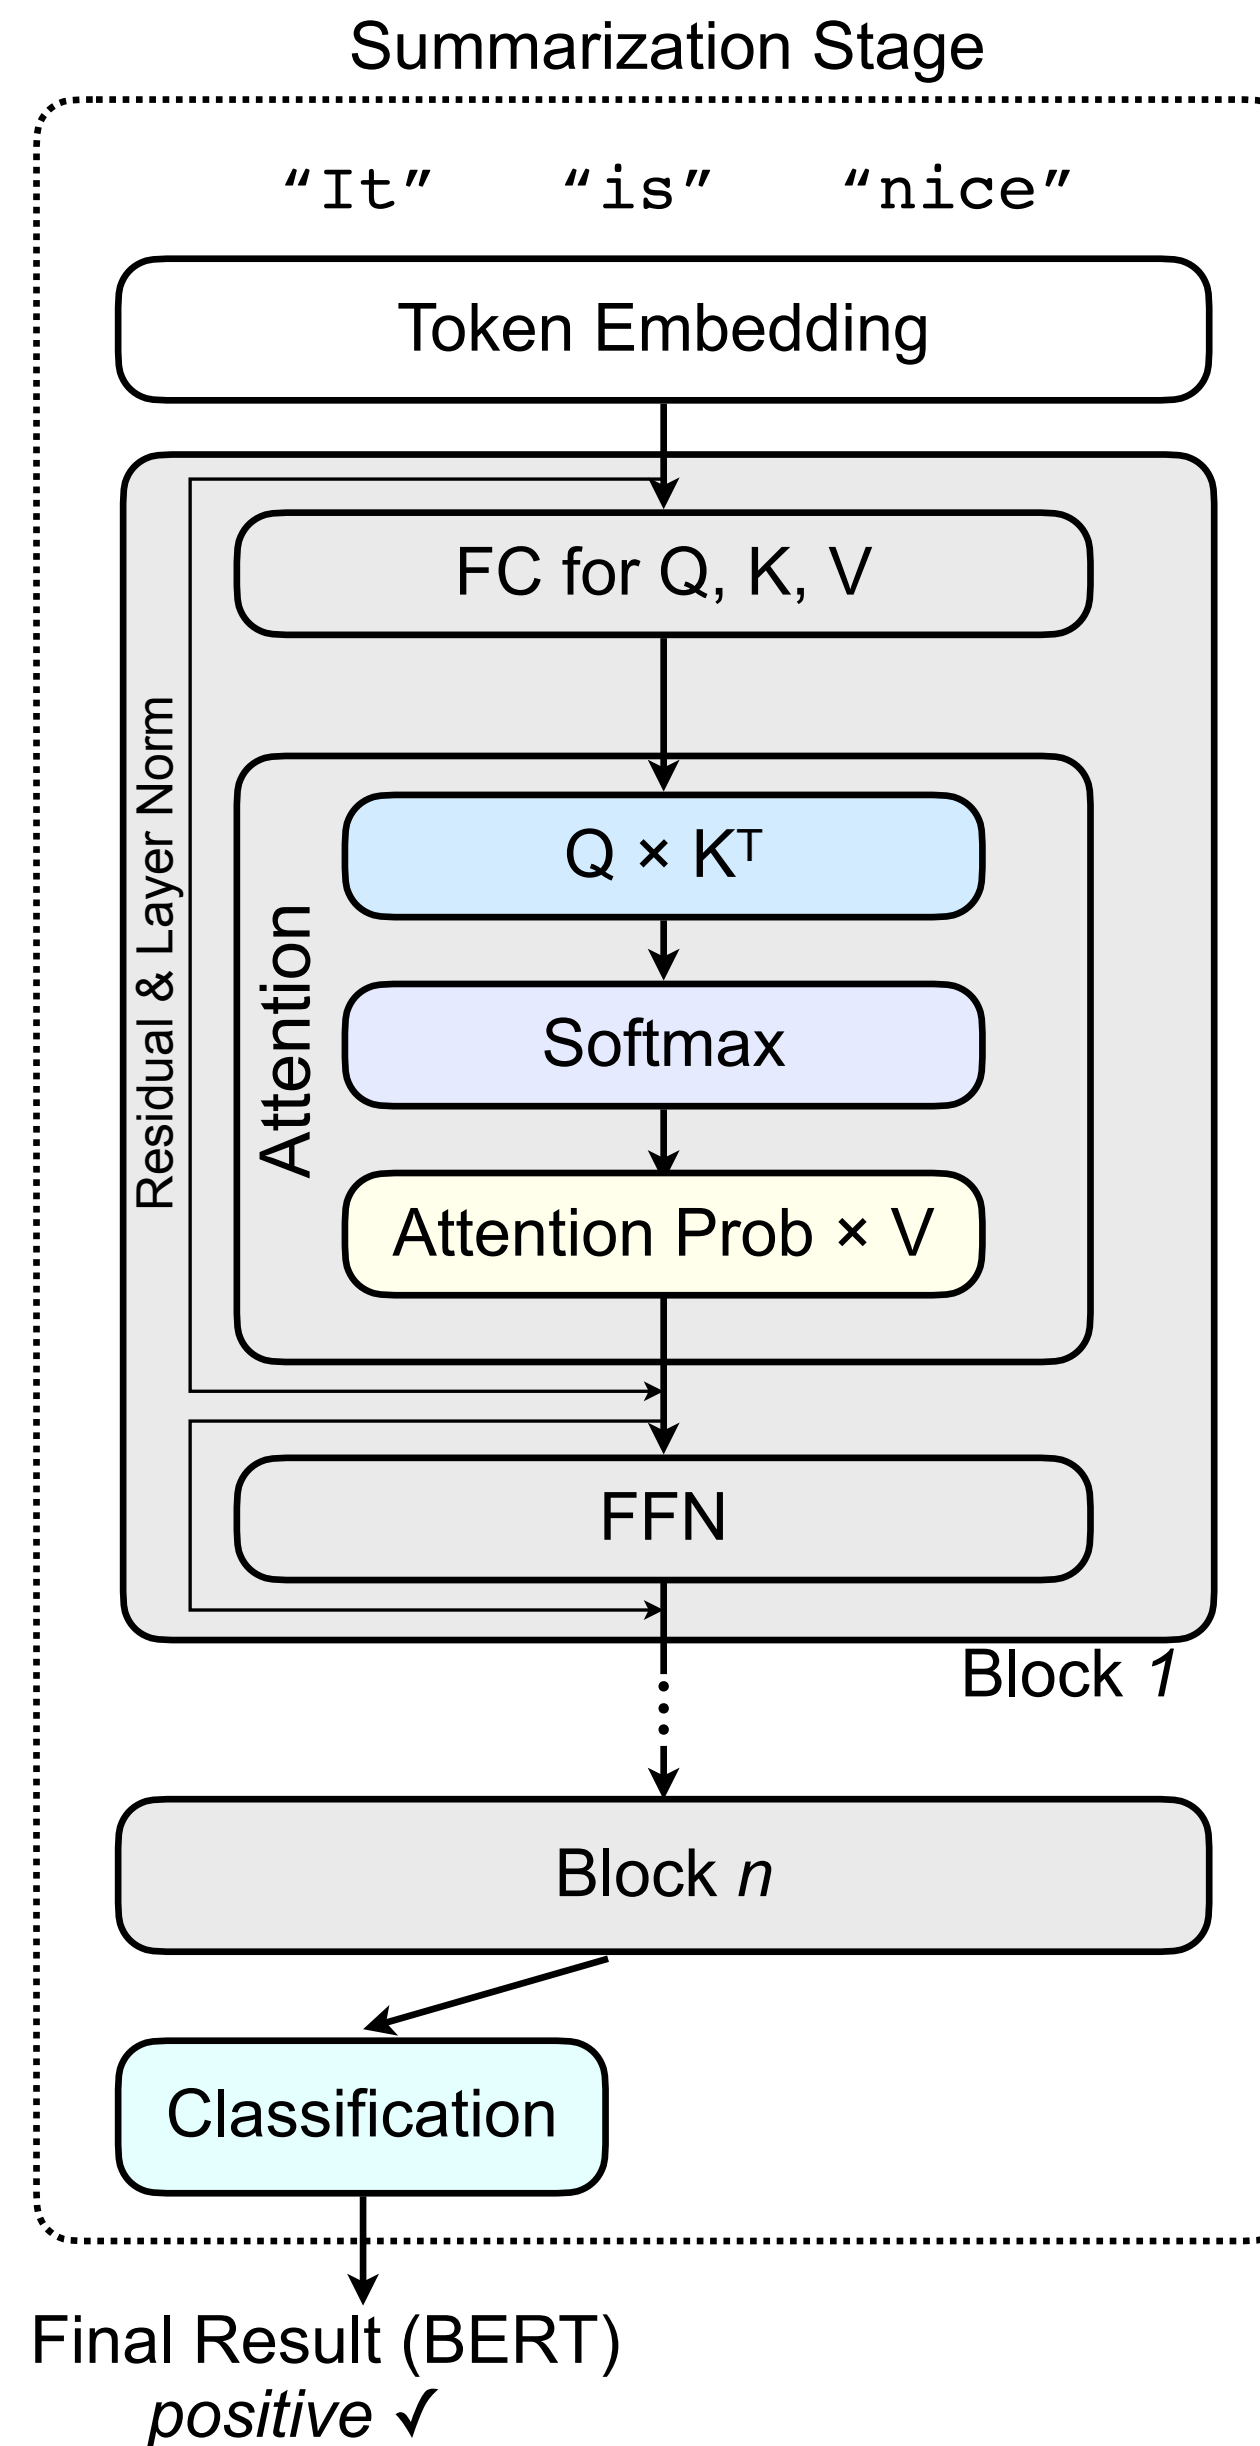 Summarization Stage
“It” “is” “nice”
Token Embedding
FC for Q, K, V
Residual & Layer Norm
Attention
Q × Kᵀ
Softmax
Attention Prob × V
FFN
Block 1
Block n
Classification
Final Result (BERT)
positive ✓